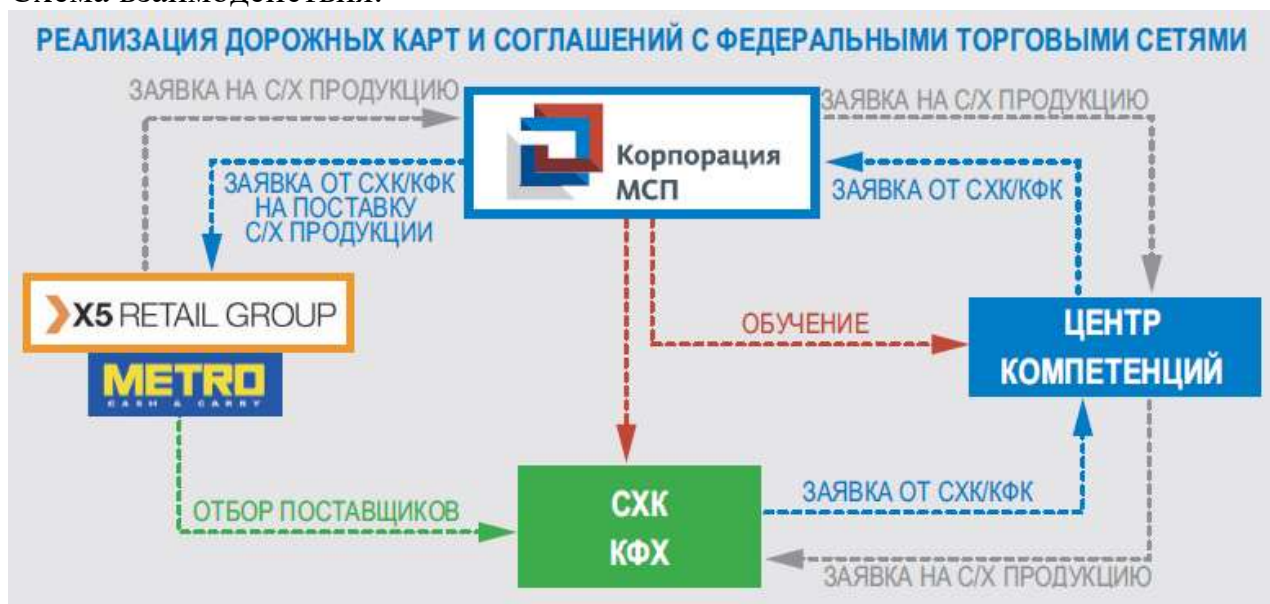 Схема взаимодействия:
РЕАЛИЗАЦИЯ ДОРОЖНЫХ КАРТ И СОГЛАШЕНИЙ С ФЕДЕРАЛЬНЫМИ ТОРГОВЫМИ СЕТЯМИ
ЗАЯВКА НА С/Х ПРОДУКЦИЮ
ЗАЯВКА НА С/Х ПРОДУКЦИЮ
Корпорация
МСП
ЗАЯВКА ОТ СХК/КФК
НА ПОСТАВКУ
С/Х ПРОДУКЦИИ
ЗАЯВКА ОТ СХК/КФК
X5 RETAIL GROUP
METRO
CASH & CARRY
ОБУЧЕНИЕ
ЦЕНТР
КОМПЕТЕНЦИЙ
ОТБОР ПОСТАВЩИКОВ
СХК
КФХ
ЗАЯВКА ОТ СХК/КФК
ЗАЯВКА НА С/Х ПРОДУКЦИЮ